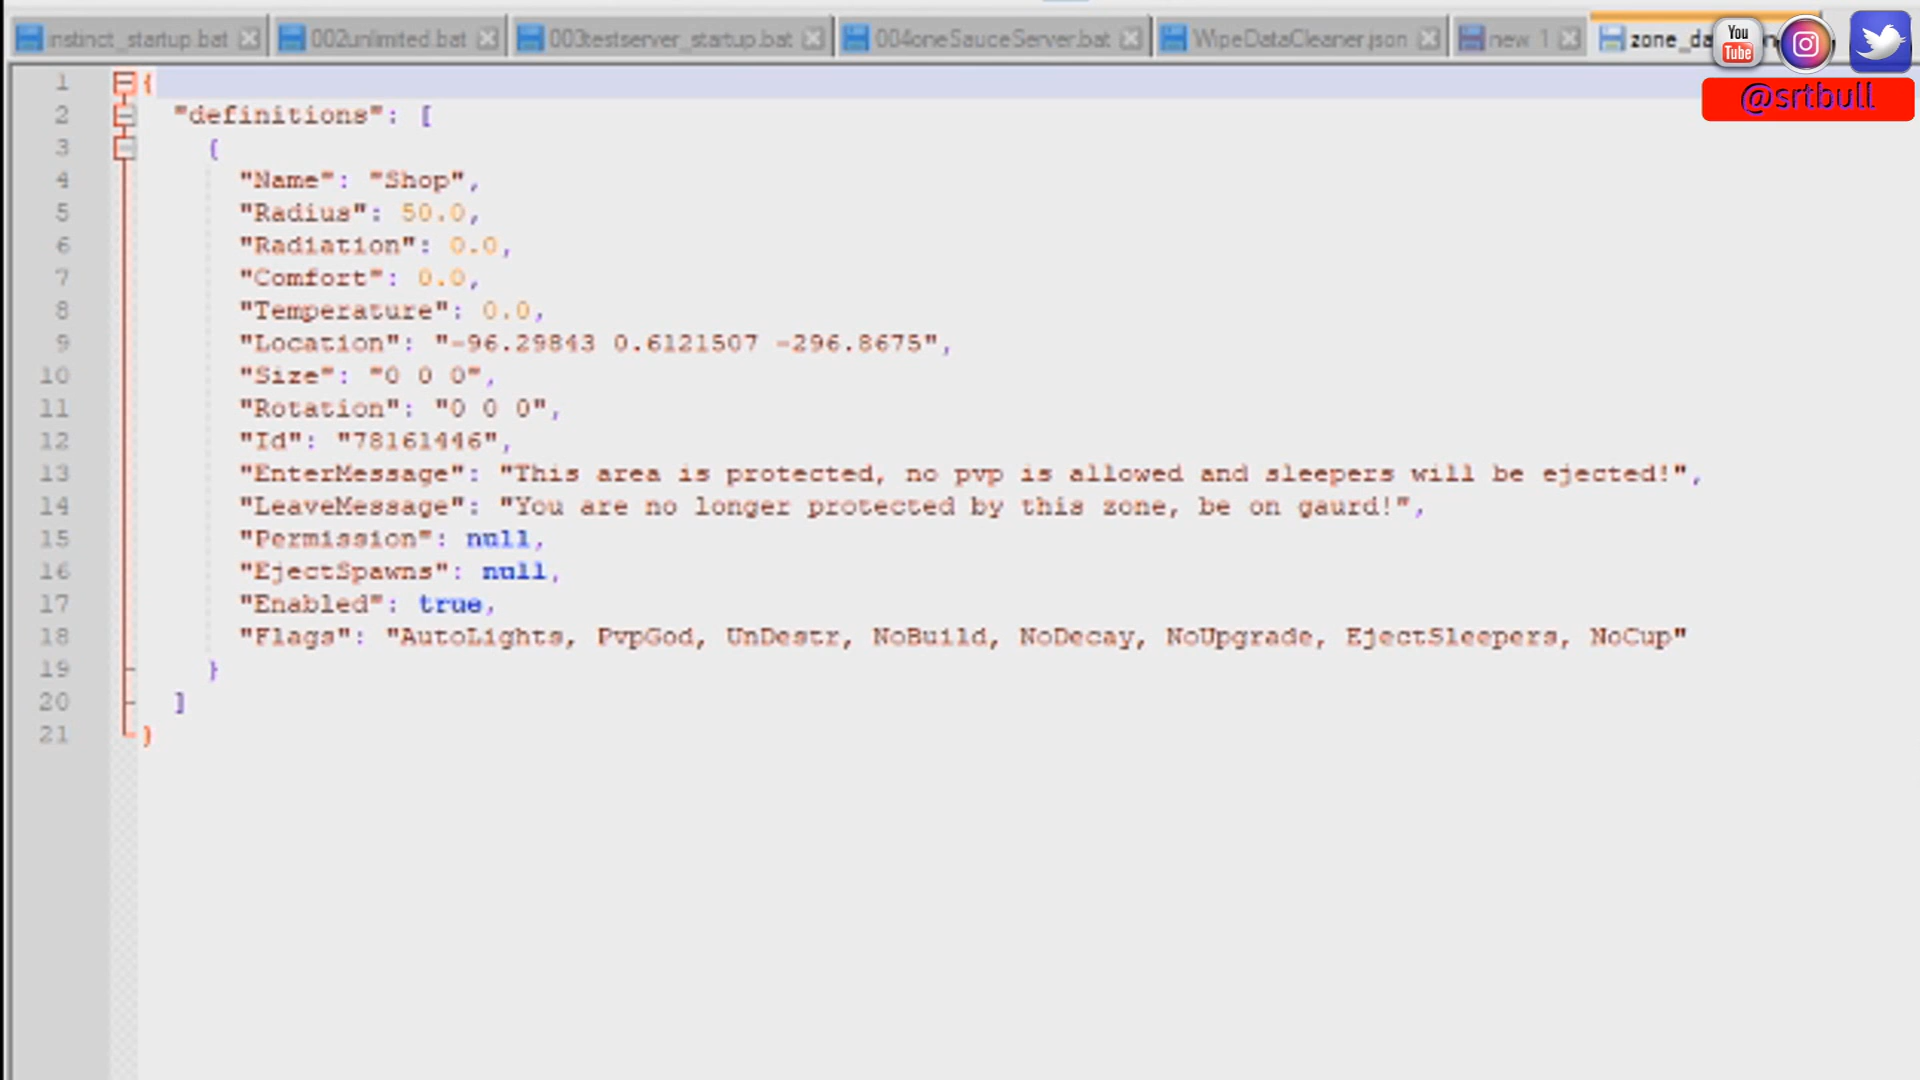 instinct_startup.bat 002unlimited.bat 003testserver_startup.bat 004oneSauceServer.bat WipeDataCleaner.json new 1
You
Tube
@srtbull
1 {
2 "definitions": [
3 {
4 "Name": "Shop",
5 "Radius": 50.0,
6 "Radiation": 0.0,
7 "Comfort": 0.0,
8 "Temperature": 0.0,
9 "Location": "-96.29843 0.6121507 -296.8675",
10 "Size": "0 0 0",
11 "Rotation": "0 0 0",
12 "Id": "78161446",
13 "EnterMessage": "This area is protected, no pvp is allowed and sleepers will be ejected!",
14 "LeaveMessage": "You are no longer protected by this zone, be on gaurd!",
15 "Permission": null,
16 "EjectSpawns": null,
17 "Enabled": true,
18 "Flags": "AutoLights, PvpGod, UnDestr, NoBuild, NoDecay, NoUpgrade, EjectSleepers, NoCup"
19 }
20 ]
21 }